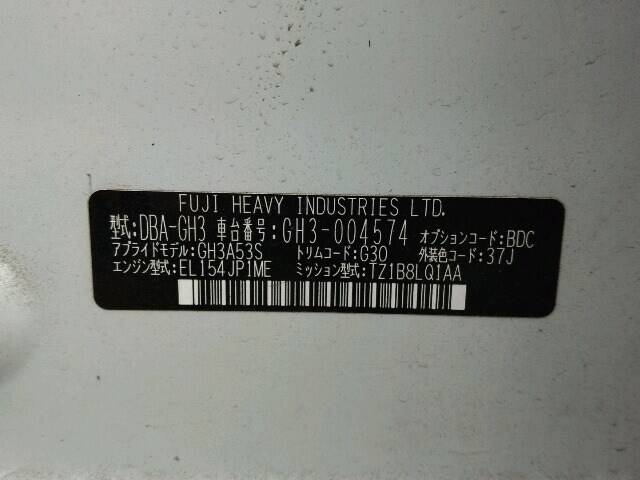 FUJI HEAVY INDUSTRIES LTD.
型式:DBA-GH3 車台番号:GH3-004574 オプションコード:BDC
アプライドモデル:GH3A53S トリムコード:G30 外装色コード:37J
エンジン型式:EL154JP1ME ミッション型式:TZ1B8LQ1AA